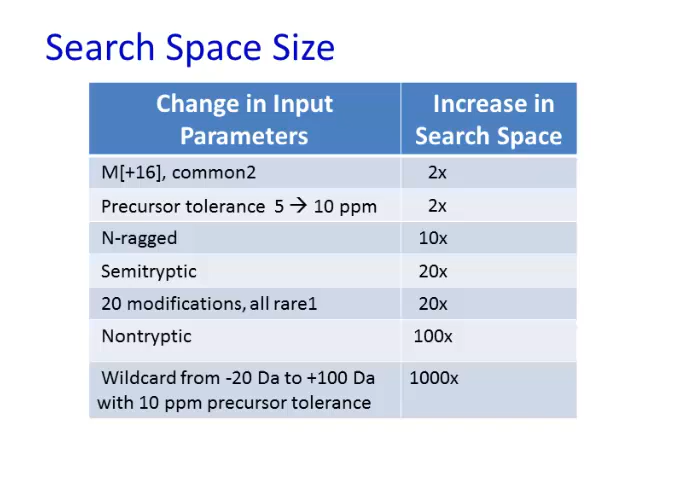 Search Space Size
Change in Input Increase in
Parameters Search Space
M[+16], common2 2x
Precursor tolerance 5 → 10 ppm 2x
N-ragged 10x
Semitryptic 20x
20 modifications, all rare1 20x
Nontryptic 100x
Wildcard from -20 Da to +100 Da 1000x
with 10 ppm precursor tolerance